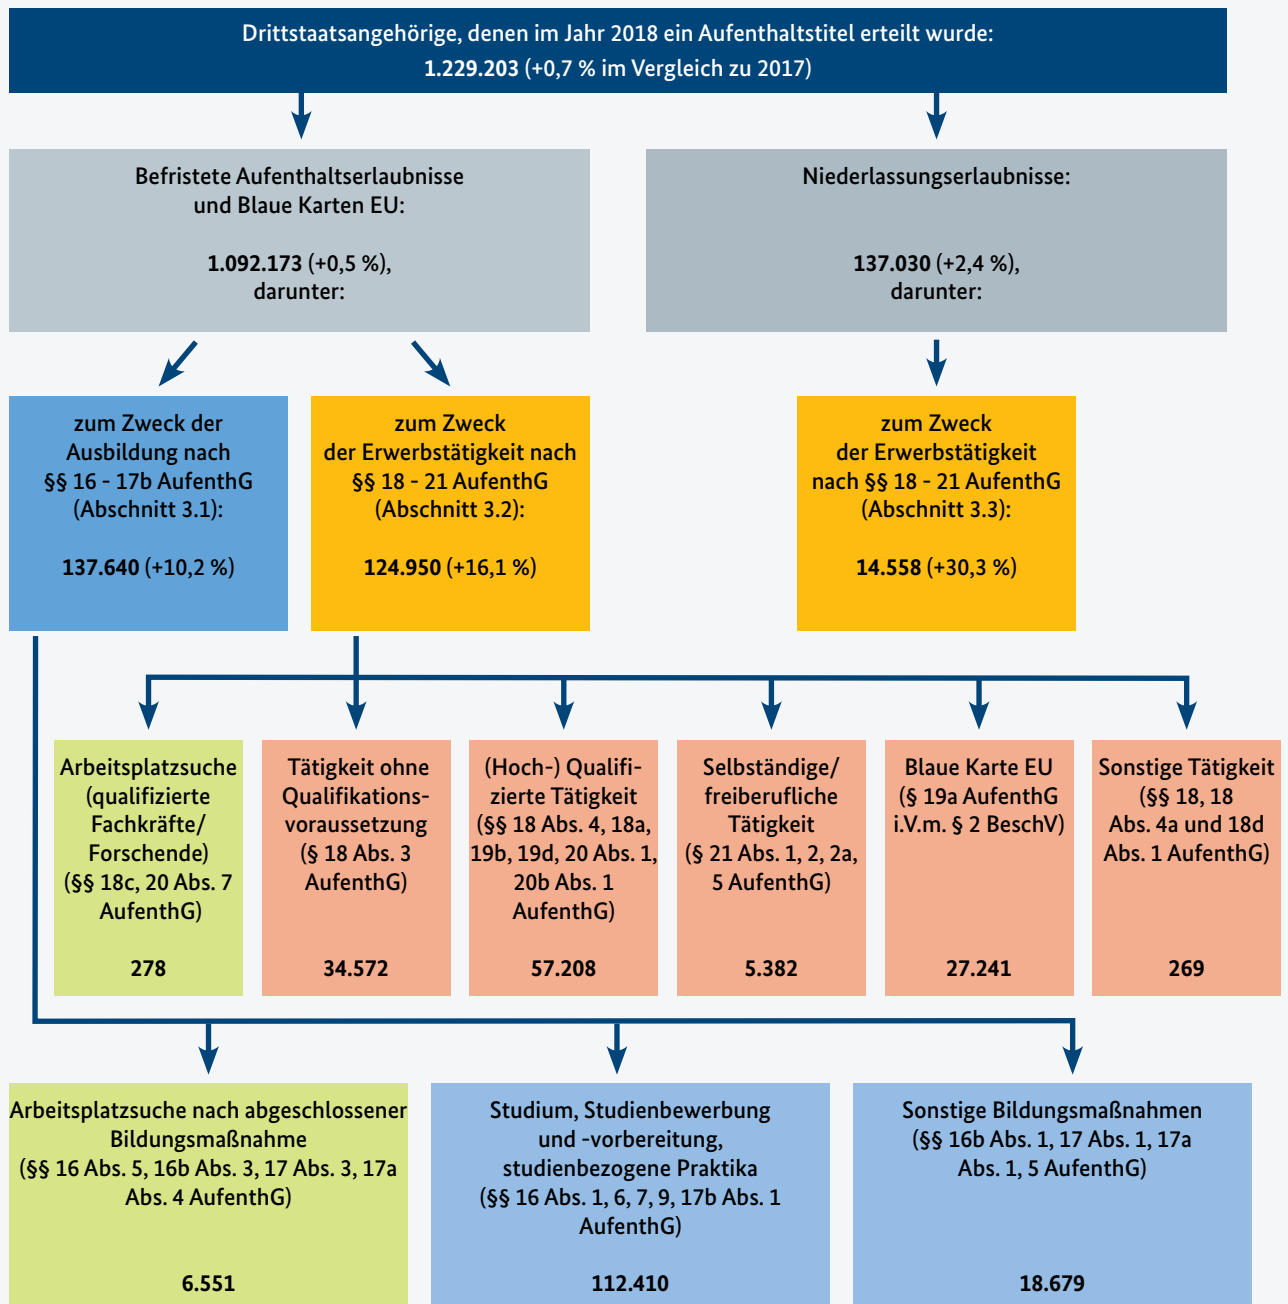 Drittstaatsangehörige, denen im Jahr 2018 ein Aufenthaltstitel erteilt wurde:
1.229.203 (+0,7 % im Vergleich zu 2017)
Befristete Aufenthaltserlaubnisse
und Blaue Karten EU:
1.092.173 (+0,5 %),
darunter:
Niederlassungserlaubnisse:
137.030 (+2,4 %),
darunter:
zum Zweck der
Ausbildung nach
§§ 16 - 17b AufenthG
(Abschnitt 3.1):
137.640 (+10,2 %)
zum Zweck
der Erwerbstätigkeit nach
§§ 18 - 21 AufenthG
(Abschnitt 3.2):
124.950 (+16,1 %)
zum Zweck
der Erwerbstätigkeit
nach §§ 18 - 21 AufenthG
(Abschnitt 3.3):
14.558 (+30,3 %)
Arbeitsplatzsuche
(qualifizierte
Fachkräfte/
Forschende)
(§§ 18c, 20 Abs. 7
AufenthG)
278
Tätigkeit ohne
Qualifikations-
voraussetzung
(§ 18 Abs. 3
AufenthG)
34.572
(Hoch-) Qualifi-
zierte Tätigkeit
(§§ 18 Abs. 4, 18a,
19b, 19d, 20 Abs. 1,
20b Abs. 1
AufenthG)
57.208
Selbständige/
freiberufliche
Tätigkeit
(§ 21 Abs. 1, 2, 2a,
5 AufenthG)
5.382
Blaue Karte EU
(§ 19a AufenthG
i.V.m. § 2 BeschV)
27.241
Sonstige Tätigkeit
(§§ 18, 18
Abs. 4a und 18d
Abs. 1 AufenthG)
269
Arbeitsplatzsuche nach abgeschlossener
Bildungsmaßnahme
(§§ 16 Abs. 5, 16b Abs. 3, 17 Abs. 3, 17a
Abs. 4 AufenthG)
6.551
Studium, Studienbewerbung
und -vorbereitung,
studienbezogene Praktika
(§§ 16 Abs. 1, 6, 7, 9, 17b Abs. 1
AufenthG)
112.410
Sonstige Bildungsmaßnahmen
(§§ 16b Abs. 1, 17 Abs. 1, 17a
Abs. 1, 5 AufenthG)
18.679